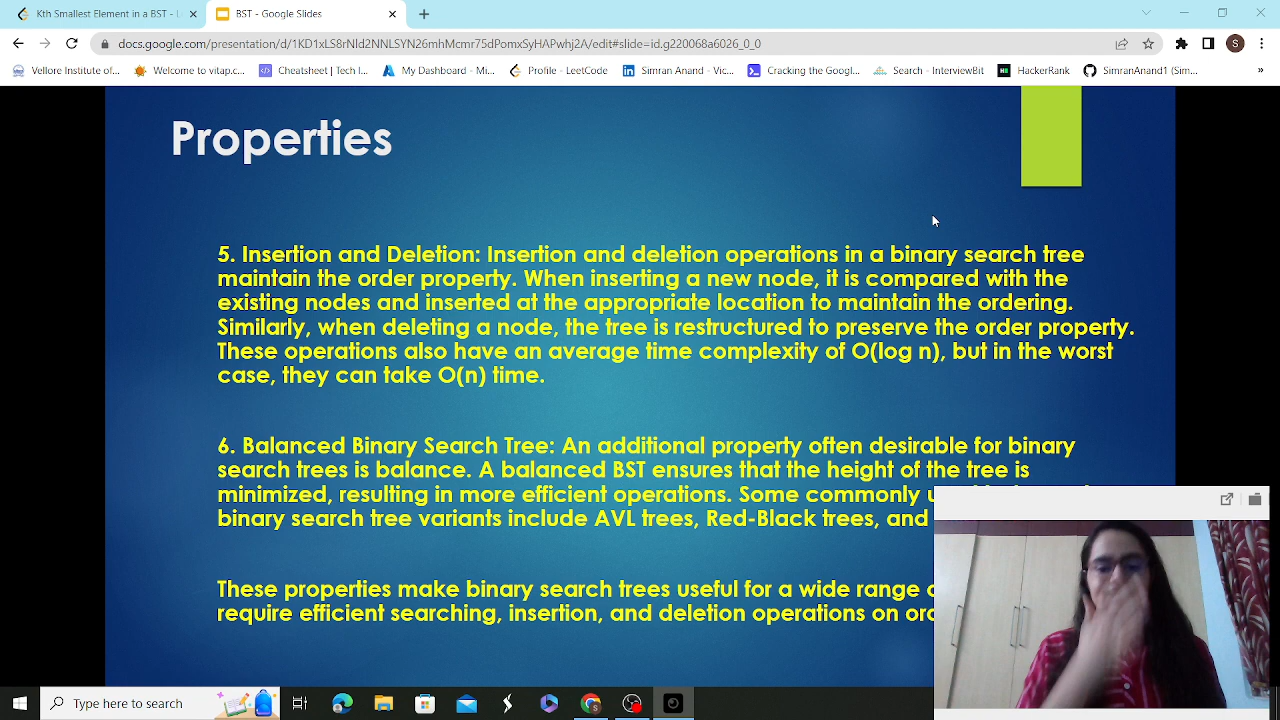 Kth Smallest Element in a BST - L
BST - Google Slides
docs.google.com/presentation/d/1KD1xLS8rNId2NNLSYN26mhMcmr75dPomxSyHAPwhj2A/edit#slide=id.g220068a6026_0_0
S
Vellore Institute of...
Welcome to vitap.c...
Checklist | Tech I...
My Dashboard - Mi...
Profile - LeetCode
Simran Anand - Vic...
Cracking the Googl...
Search - InterviewBit
HackerRank
SimranAnand1 (Sim...
»
Properties
5. Insertion and Deletion: Insertion and deletion operations in a binary search tree
maintain the order property. When inserting a new node, it is compared with the
existing nodes and inserted at the appropriate location to maintain the ordering.
Similarly, when deleting a node, the tree is restructured to preserve the order property.
These operations also have an average time complexity of O(log n), but in the worst
case, they can take O(n) time.
6. Balanced Binary Search Tree: An additional property often desirable for binary
search trees is balance. A balanced BST ensures that the height of the tree is
minimized, resulting in more efficient operations. Some commonly
binary search tree variants include AVL trees, Red-Black trees, and
These properties make binary search trees useful for a wide range
require efficient searching, insertion, and deletion operations on
Type here to search